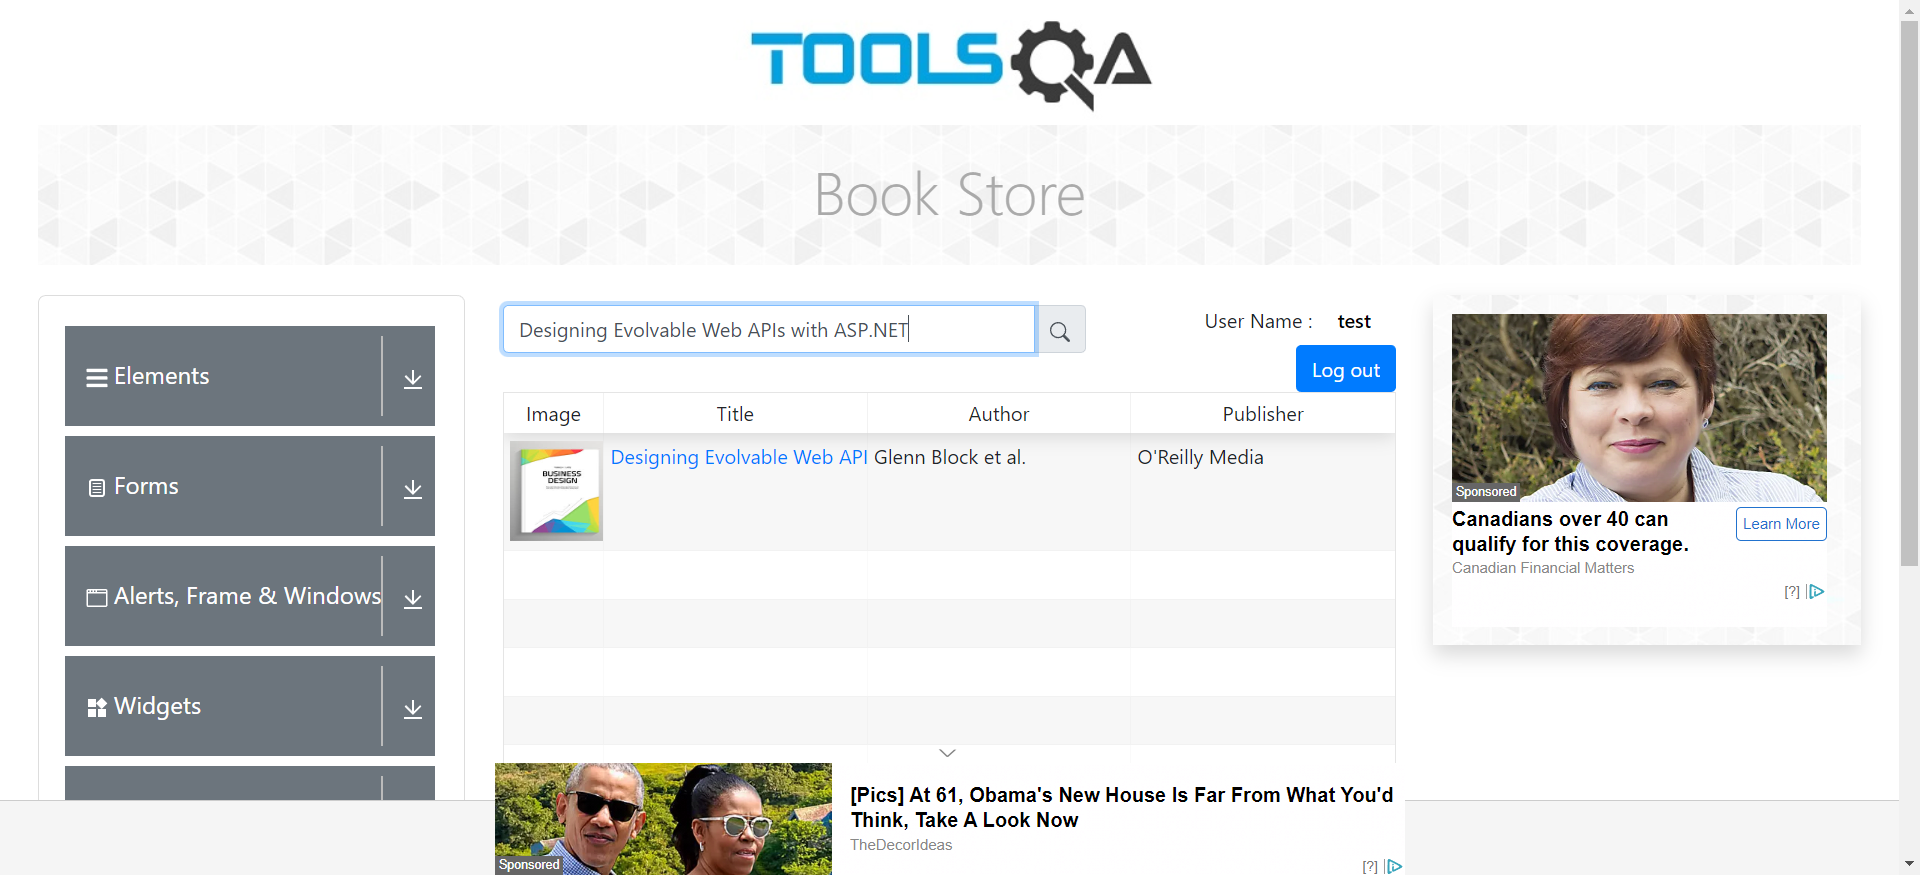 TOOLSQA
Book Store
Elements
Forms
Alerts, Frame & Windows
Widgets
Designing Evolvable Web APIs with ASP.NET
User Name : test
Log out
Image Title Author Publisher
BUSINESS
DESIGN
Designing Evolvable Web API Glenn Block et al. O'Reilly Media
Sponsored
Canadians over 40 can
qualify for this coverage.
Learn More
Canadian Financial Matters
[?]
Sponsored
[Pics] At 61, Obama's New House Is Far From What You'd
Think, Take A Look Now
TheDecorIdeas
[?]